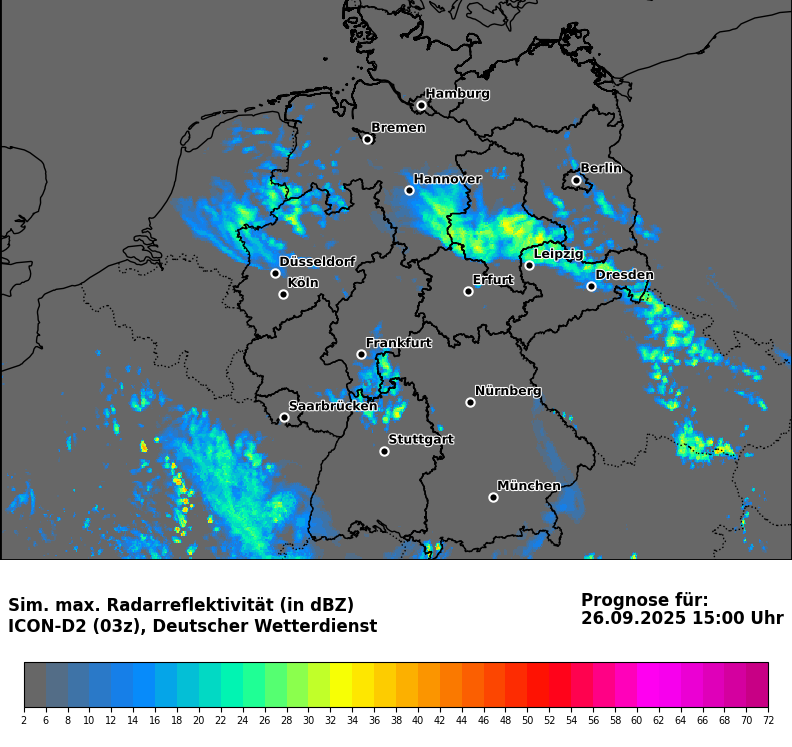 Hamburg
Bremen
Berlin
Hannover
Leipzig
Düsseldorf
Dresden
Köln
Erfurt
Frankfurt
Nürnberg
Saarbrücken
Stuttgart
München
Sim. max. Radarreflektivität (in dBZ)
ICON-D2 (03z), Deutscher Wetterdienst
Prognose für:
26.09.2025 15:00 Uhr
2 6 8 10 12 14 16 18 20 22 24 26 28 30 32 34 36 38 40 42 44 46 48 50 52 54 56 58 60 62 64 66 68 70 72